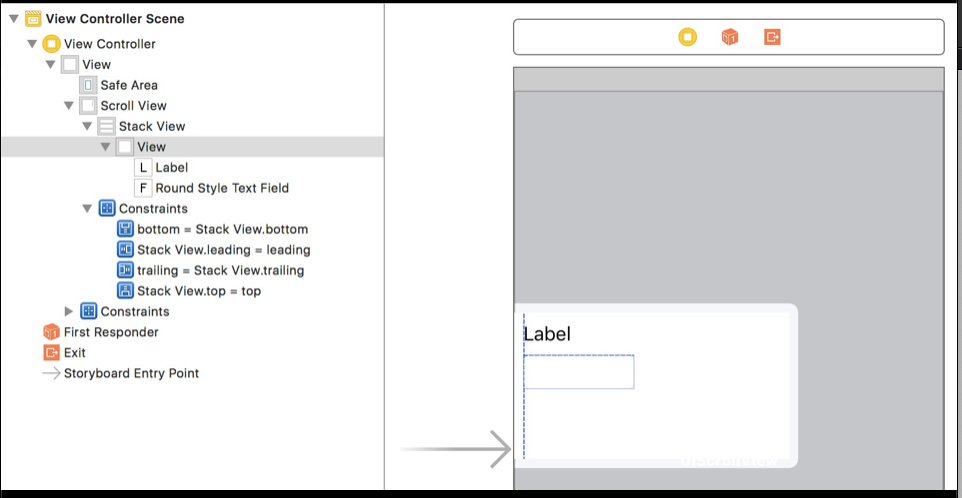 View Controller Scene
View Controller
View
Safe Area
Scroll View
Stack View
View
L Label
F Round Style Text Field
Constraints
bottom = Stack View.bottom
Stack View.leading = leading
trailing = Stack View.trailing
Stack View.top = top
Constraints
First Responder
Exit
Storyboard Entry Point
Label